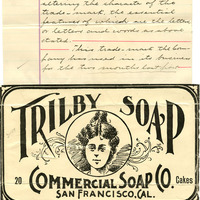 altering the character of the
trade-mark, the essential
features of which are the letter
or letters and words as above
stated.
This trade-mark the Com-
pany has used in its business
for the two months last past
TRILBY SOAP
20 COMMERCIAL SOAP CO. Cakes
SAN FRANCISCO, CAL.